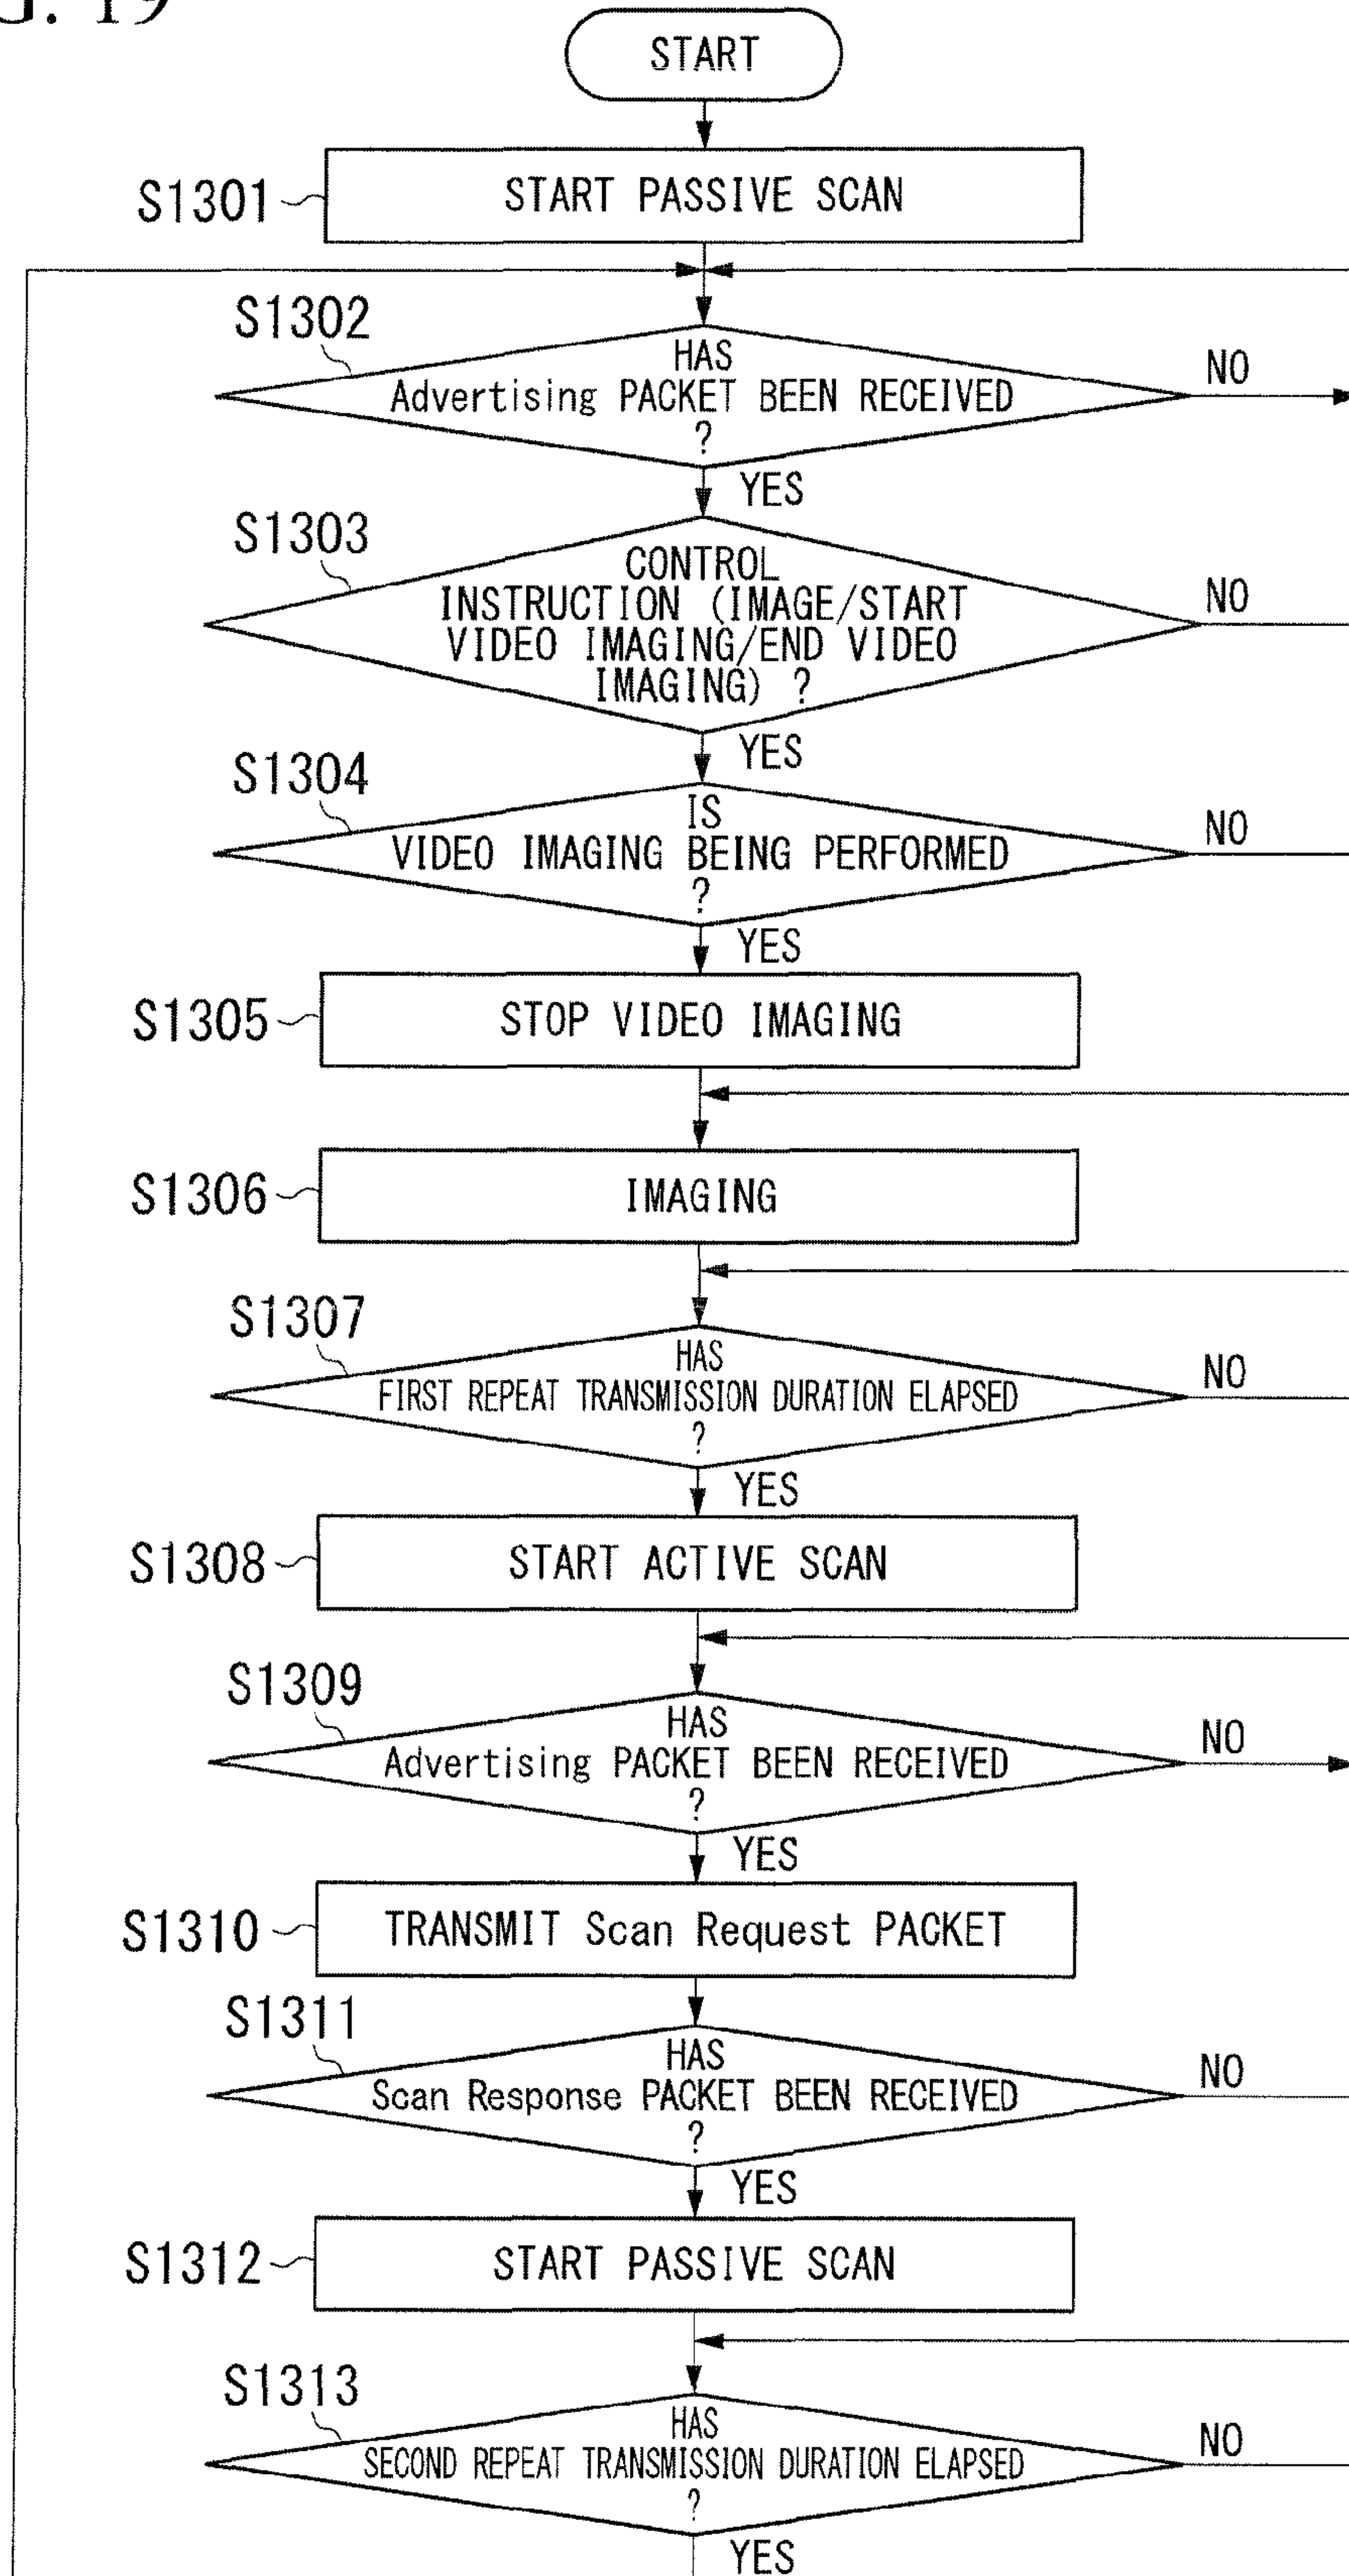 G. 19
START
S1301
START PASSIVE SCAN
S1302
HAS
Advertising PACKET BEEN RECEIVED
?
NO
YES
S1303
CONTROL
INSTRUCTION (IMAGE/START
VIDEO IMAGING/END VIDEO
IMAGING) ?
NO
YES
S1304
IS
VIDEO IMAGING BEING PERFORMED
?
NO
YES
S1305
STOP VIDEO IMAGING
S1306
IMAGING
S1307
HAS
FIRST REPEAT TRANSMISSION DURATION ELAPSED
?
NO
YES
S1308
START ACTIVE SCAN
S1309
HAS
Advertising PACKET BEEN RECEIVED
?
NO
YES
S1310
TRANSMIT Scan Request PACKET
S1311
HAS
Scan Response PACKET BEEN RECEIVED
?
NO
YES
S1312
START PASSIVE SCAN
S1313
HAS
SECOND REPEAT TRANSMISSION DURATION ELAPSED
?
NO
YES